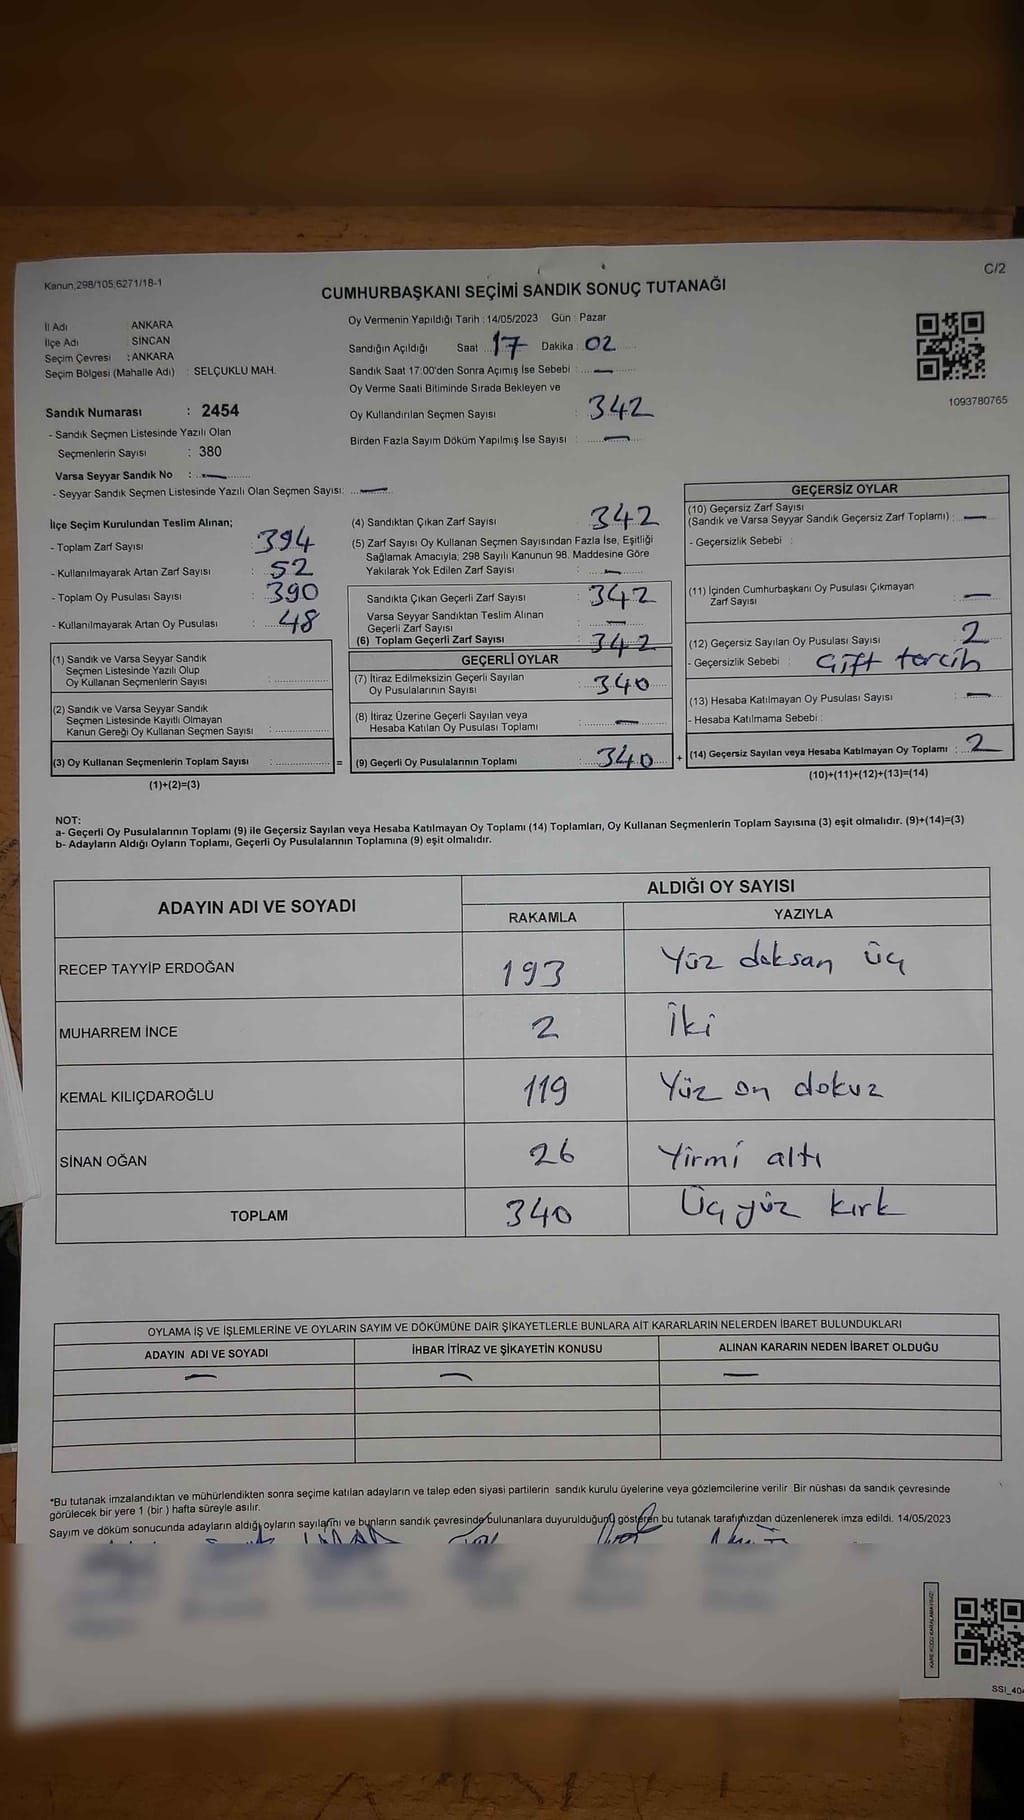 Kanun,298/105,6271/18-1
C/2
CUMHURBAŞKANI SEÇİMİ SANDIK SONUÇ TUTANAĞI
İl Adı : ANKARA
İlçe Adı : SİNCAN
Seçim Çevresi : ANKARA
Seçim Bölgesi (Mahalle Adı) : SELÇUKLU MAH.
Sandık Numarası : 2454
- Sandık Seçmen Listesinde Yazılı Olan
Seçmenlerin Sayısı : 380
Varsa Seyyar Sandık No : —
- Seyyar Sandık Seçmen Listesinde Yazılı Olan Seçmen Sayısı: —
Oy Vermenin Yapıldığı Tarih : 14/05/2023 Gün : Pazar
Sandığın Açıldığı Saat 17 Dakika : 02
Sandık Saat 17:00'den Sonra Açımış İse Sebebi : —
Oy Verme Saati Bitiminde Sırada Bekleyen ve
Oy Kullandırılan Seçmen Sayısı : 342
Birden Fazla Sayım Döküm Yapılmış İse Sayısı : —
1093780765
İlçe Seçim Kurulundan Teslim Alınan;
- Toplam Zarf Sayısı : 394
- Kullanılmayarak Artan Zarf Sayısı : 52
- Toplam Oy Pusulası Sayısı : 390
- Kullanılmayarak Artan Oy Pusulası : 48
(1) Sandık ve Varsa Seyyar Sandık
Seçmen Listesinde Yazılı Olup
Oy Kullanan Seçmenlerin Sayısı :
(2) Sandık ve Varsa Seyyar Sandık
Seçmen Listesinde Kayıtlı Olmayan
Kanun Gereği Oy Kullanan Seçmen Sayısı :
(3) Oy Kullanan Seçmenlerin Toplam Sayısı : =
(1)+(2)=(3)
(4) Sandıktan Çıkan Zarf Sayısı : 342
(5) Zarf Sayısı Oy Kullanan Seçmen Sayısından Fazla İse, Eşitliği
Sağlamak Amacıyla; 298 Sayılı Kanunun 98. Maddesine Göre
Yakılarak Yok Edilen Zarf Sayısı : —
Sandıkta Çıkan Geçerli Zarf Sayısı : 342
Varsa Seyyar Sandıktan Teslim Alınan
Geçerli Zarf Sayısı : —
(6) Toplam Geçerli Zarf Sayısı 342
GEÇERLİ OYLAR
(7) İtiraz Edilmeksizin Geçerli Sayılan
Oy Pusulalarının Sayısı : 340
(8) İtiraz Üzerine Geçerli Sayılan veya
Hesaba Katılan Oy Pusulası Toplamı : —
(9) Geçerli Oy Pusulalarının Toplamı : 340 +
GEÇERSİZ OYLAR
(10) Geçersiz Zarf Sayısı
(Sandık ve Varsa Seyyar Sandık Geçersiz Zarf Toplamı) : —
- Geçersizlik Sebebi :
(11) İçinden Cumhurbaşkanı Oy Pusulası Çıkmayan
Zarf Sayısı : —
(12) Geçersiz Sayılan Oy Pusulası Sayısı : 2
- Geçersizlik Sebebi : Çift tercih
(13) Hesaba Katılmayan Oy Pusulası Sayısı : —
- Hesaba Katılmama Sebebi :
(14) Geçersiz Sayılan veya Hesaba Katılmayan Oy Toplamı : 2
(10)+(11)+(12)+(13)=(14)
NOT:
a- Geçerli Oy Pusulalarının Toplamı (9) ile Geçersiz Sayılan veya Hesaba Katılmayan Oy Toplamı (14) Toplamları, Oy Kullanan Seçmenlerin Toplam Sayısına (3) eşit olmalıdır. (9)+(14)=(3)
b- Adayların Aldığı Oyların Toplamı, Geçerli Oy Pusulalarının Toplamına (9) eşit olmalıdır.
ADAYIN ADI VE SOYADI
ALDIĞI OY SAYISI
RAKAMLA YAZIYLA
RECEP TAYYİP ERDOĞAN 193 Yüz doksan üç
MUHARREM İNCE 2 İki
KEMAL KILIÇDAROĞLU 119 Yüz on dokuz
SİNAN OĞAN 26 Yirmi altı
TOPLAM 340 Üç yüz kırk
OYLAMA İŞ VE İŞLEMLERİNE VE OYLARIN SAYIM VE DÖKÜMÜNE DAİR ŞİKAYETLERLE BUNLARA AİT KARARLARIN NELERDEN İBARET BULUNDUKLARI
ADAYIN ADI VE SOYADI İHBAR İTİRAZ VE ŞİKAYETİN KONUSU ALINAN KARARIN NEDEN İBARET OLDUĞU
— — —
*Bu tutanak imzalandıktan ve mühürlendikten sonra seçime katılan adayların ve talep eden siyasi partilerin sandık kurulu üyelerine veya gözlemcilerine verilir Bir nüshası da sandık çevresinde
görülecek bir yere 1 (bir ) hafta süreyle asılır.
Sayım ve döküm sonucunda adayların aldığı oyların sayılarını ve bunların sandık çevresinde bulunanlara duyurulduğunu gösteren bu tutanak tarafımızdan düzenlenerek imza edildi. 14/05/2023
KARE KODU KARALAMAYINIZ!